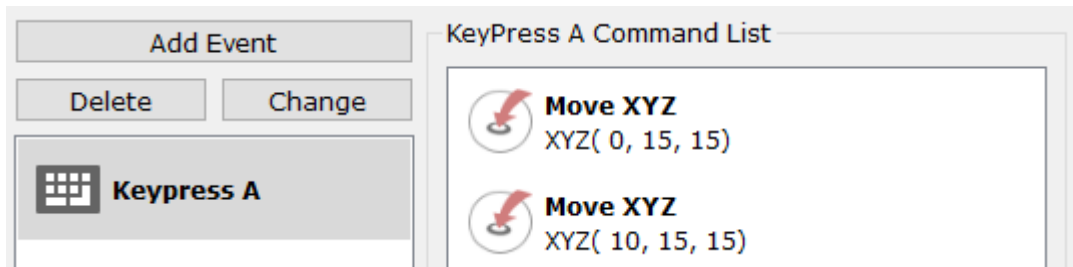 Add Event
Delete
Change
Keypress A
KeyPress A Command List
Move XYZ
XYZ( 0, 15, 15)
Move XYZ
XYZ( 10, 15, 15)